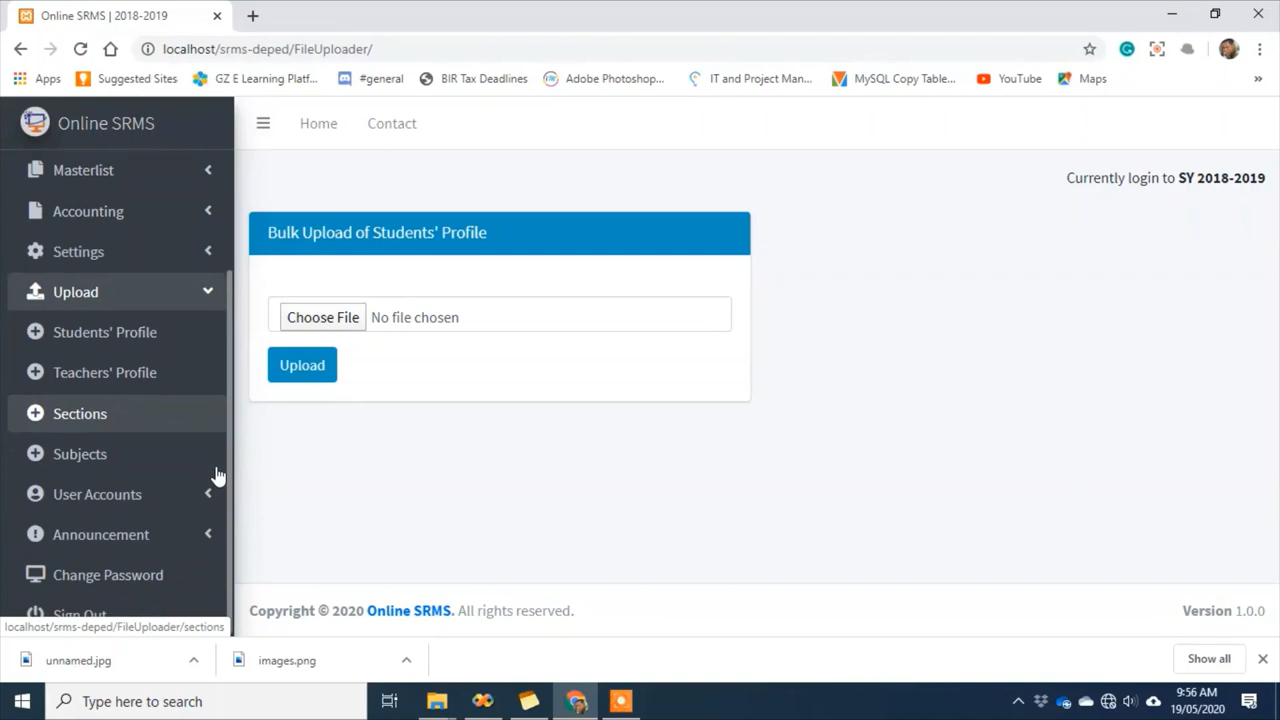 Online SRMS | 2018-2019
localhost/srms-deped/FileUploader/
Apps
Suggested Sites
GZ E Learning Platf...
#general
BIR Tax Deadlines
Adobe Photoshop...
IT and Project Man...
MySQL Copy Table...
YouTube
Maps
»
Online SRMS
Home
Contact
Currently login to SY 2018-2019
Masterlist
Accounting
Settings
Upload
Students' Profile
Teachers' Profile
Sections
Subjects
User Accounts
Announcement
Change Password
Sign Out
Bulk Upload of Students' Profile
Choose File No file chosen
Upload
Copyright © 2020 Online SRMS. All rights reserved.
Version 1.0.0
localhost/srms-deped/FileUploader/sections
unnamed.jpg
images.png
Show all
Type here to search
9:56 AM
19/05/2020